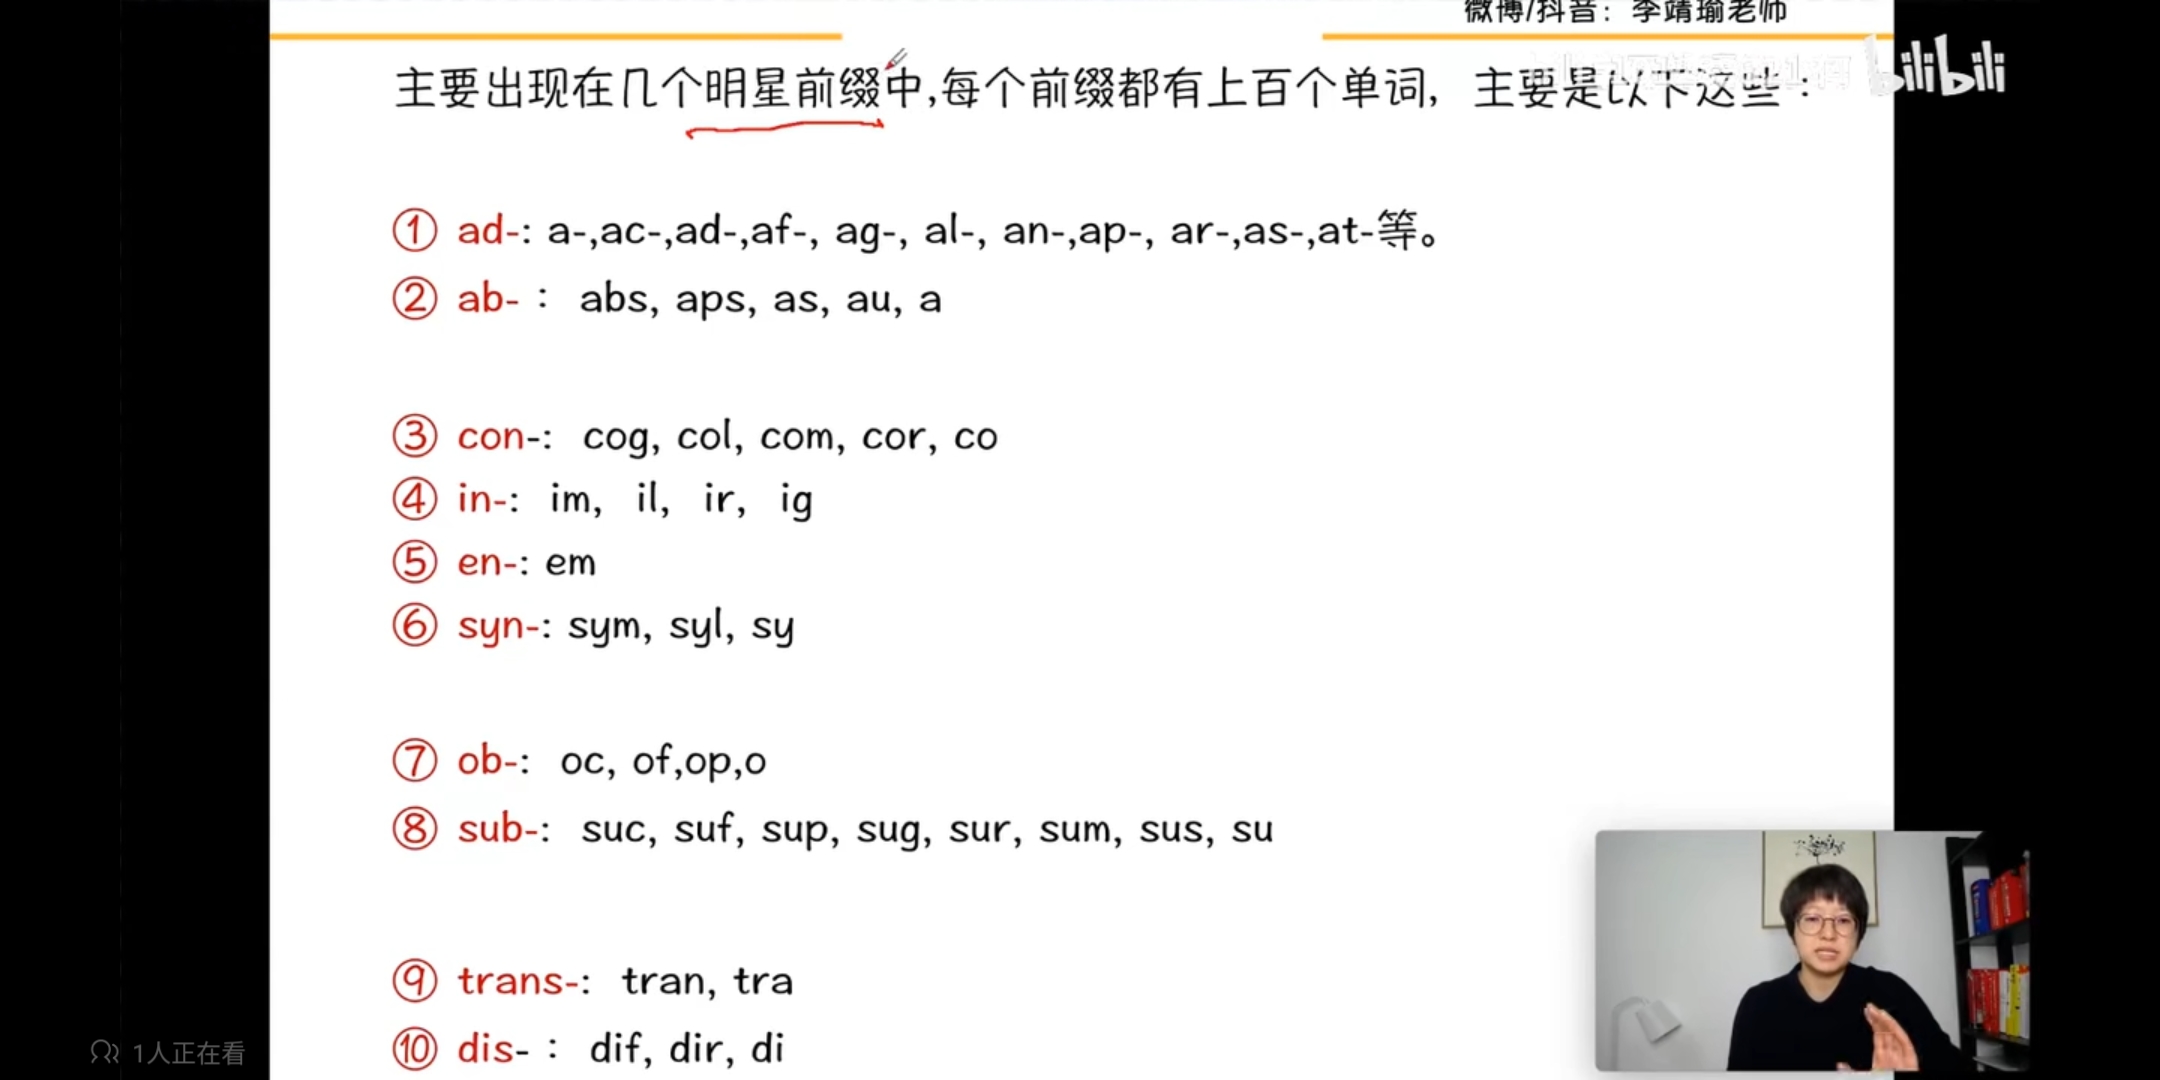 微博/抖音：李靖瑜老师
bilibili
主要出现在几个明星前缀中,每个前缀都有上百个单词，主要是以下这些：
① ad-: a-,ac-,ad-,af-, ag-, al-, an-,ap-, ar-,as-,at-等。
② ab- ： abs, aps, as, au, a
③ con-: cog, col, com, cor, co
④ in-: im, il, ir, ig
⑤ en-: em
⑥ syn-: sym, syl, sy
⑦ ob-: oc, of,op,o
⑧ sub-: suc, suf, sup, sug, sur, sum, sus, su
⑨ trans-: tran, tra
⑩ dis- ： dif, dir, di
1人正在看